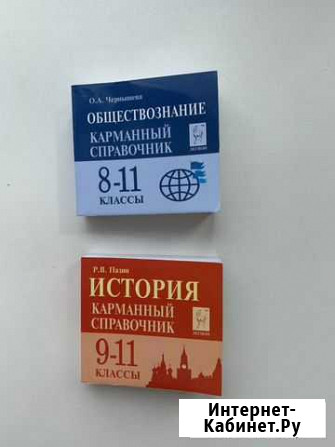 О.А. Чернышева
ОБЩЕСТВОЗНАНИЕ
КАРМАННЫЙ
СПРАВОЧНИК
8-11
КЛАССЫ
Р.В. Пазин
ИСТОРИЯ
КАРМАННЫЙ
СПРАВОЧНИК
9-11
КЛАССЫ
Интернет-
Кабинет.Ру